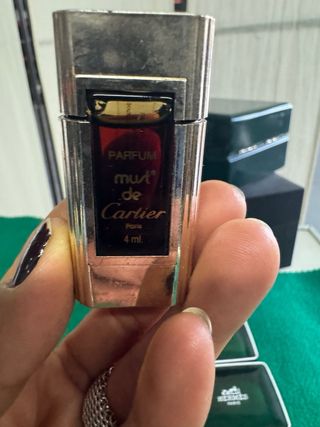 PARFUM
must
de
Cartier
Paris
4 ml.
HERMES
PARIS